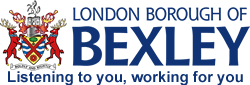 LONDON BOROUGH OF
BEXLEY
Listening to you, working for you